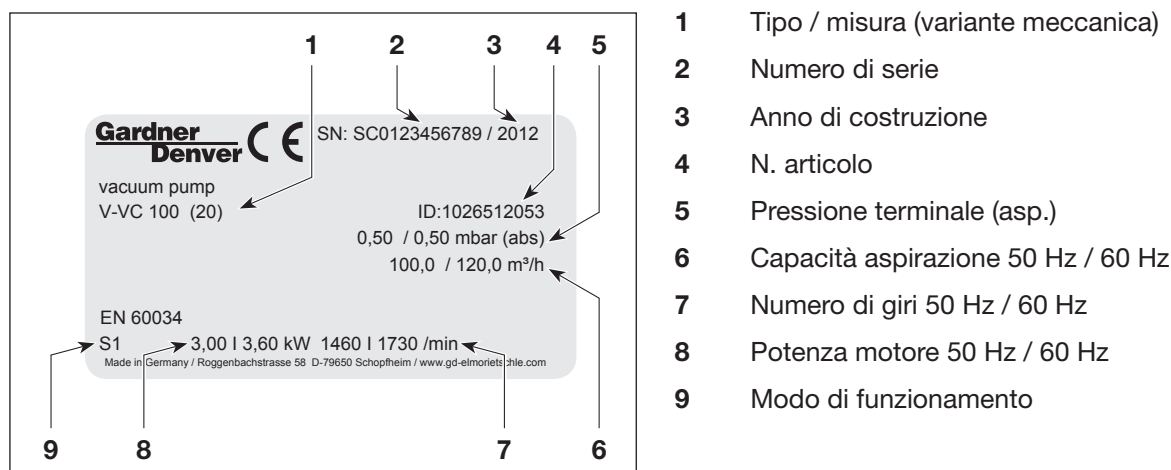 1 2 3 4 5
Gardner
Denver
CE
SN: SC0123456789 / 2012
vacuum pump
V-VC 100 (20)
ID:1026512053
0,50 / 0,50 mbar (abs)
100,0 / 120,0 m³/h
EN 60034
S1 3,00 I 3,60 kW 1460 I 1730 /min
Made in Germany / Roggenbachstrasse 58 D-79650 Schopfheim / www.gd-elmorietschle.com
9 8 7 6
1 Tipo / misura (variante meccanica)
2 Numero di serie
3 Anno di costruzione
4 N. articolo
5 Pressione terminale (asp.)
6 Capacità aspirazione 50 Hz / 60 Hz
7 Numero di giri 50 Hz / 60 Hz
8 Potenza motore 50 Hz / 60 Hz
9 Modo di funzionamento